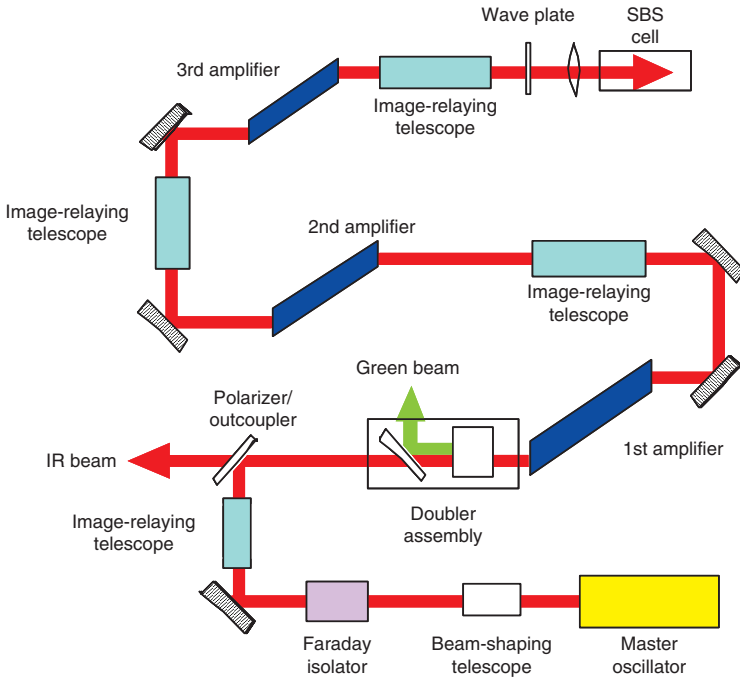 Wave plate
SBS
cell
3rd amplifier
Image-relaying
telescope
Image-relaying
telescope
2nd amplifier
Image-relaying
telescope
Green beam
Polarizer/
outcoupler
1st amplifier
IR beam
Doubler
assembly
Image-relaying
telescope
Faraday
isolator
Beam-shaping
telescope
Master
oscillator